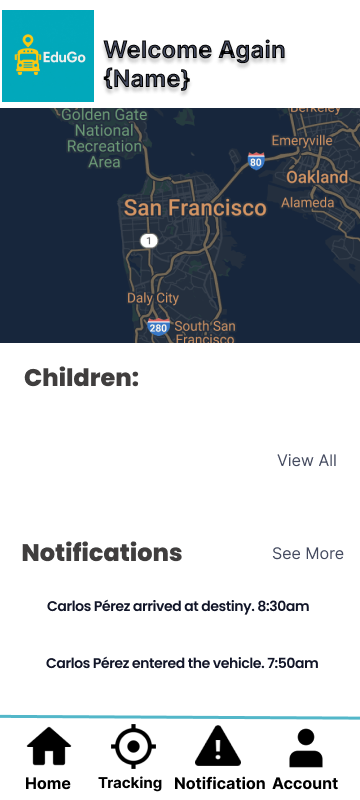 EduGo
Welcome Again
{Name}
Berkeley
Golden Gate
National
Recreation
Area
Emeryville
80
Oakland
San Francisco
Alameda
1
Daly City
280
South San
Francisco
Children:
View All
Notifications
See More
Carlos Pérez arrived at destiny. 8:30am
Carlos Pérez entered the vehicle. 7:50am
Home
Tracking
Notification
Account